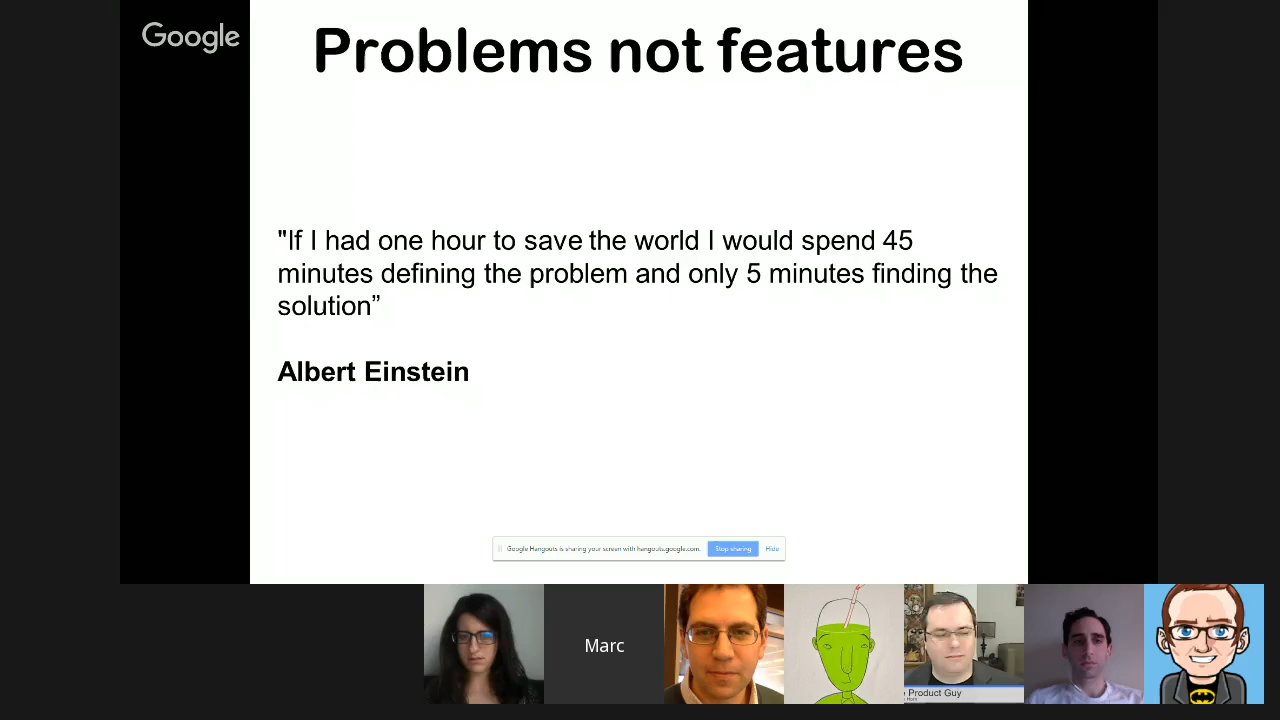 Google
Problems not features
"If I had one hour to save the world I would spend 45
minutes defining the problem and only 5 minutes finding the
solution”
Albert Einstein
Google Hangouts is sharing your screen with hangouts.google.com.
Stop sharing
Hide
Marc
Product Guy